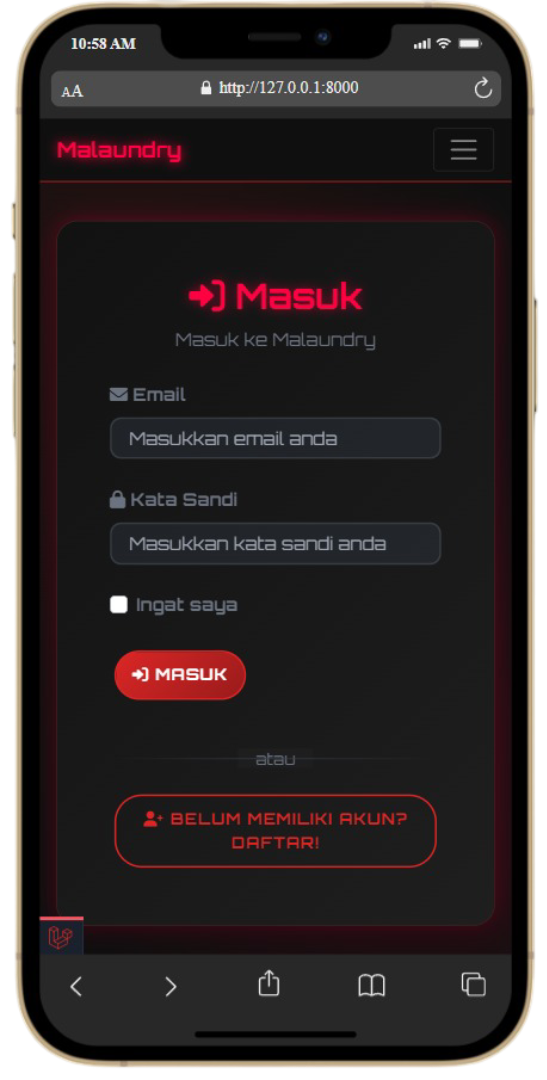 10:58 AM
AA
http://127.0.0.1:8000
Malaundry
Masuk
Masuk ke Malaundry
Email
Masukkan email anda
Kata Sandi
Masukkan kata sandi anda
Ingat saya
MASUK
atau
BELUM MEMILIKI AKUN?
DAFTAR!